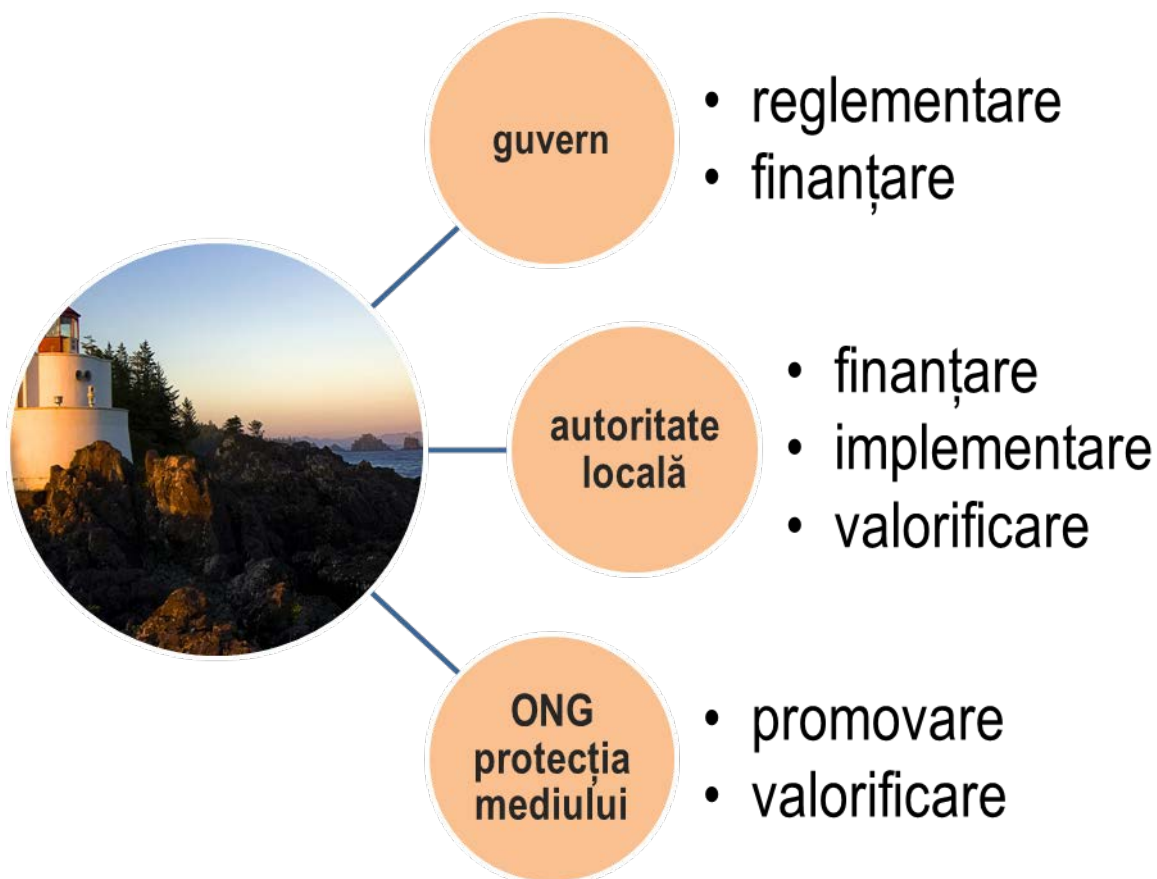 guvern
• reglementare
• finanțare
autoritate
locală
• finanțare
• implementare
• valorificare
ONG
protecția
mediului
• promovare
• valorificare